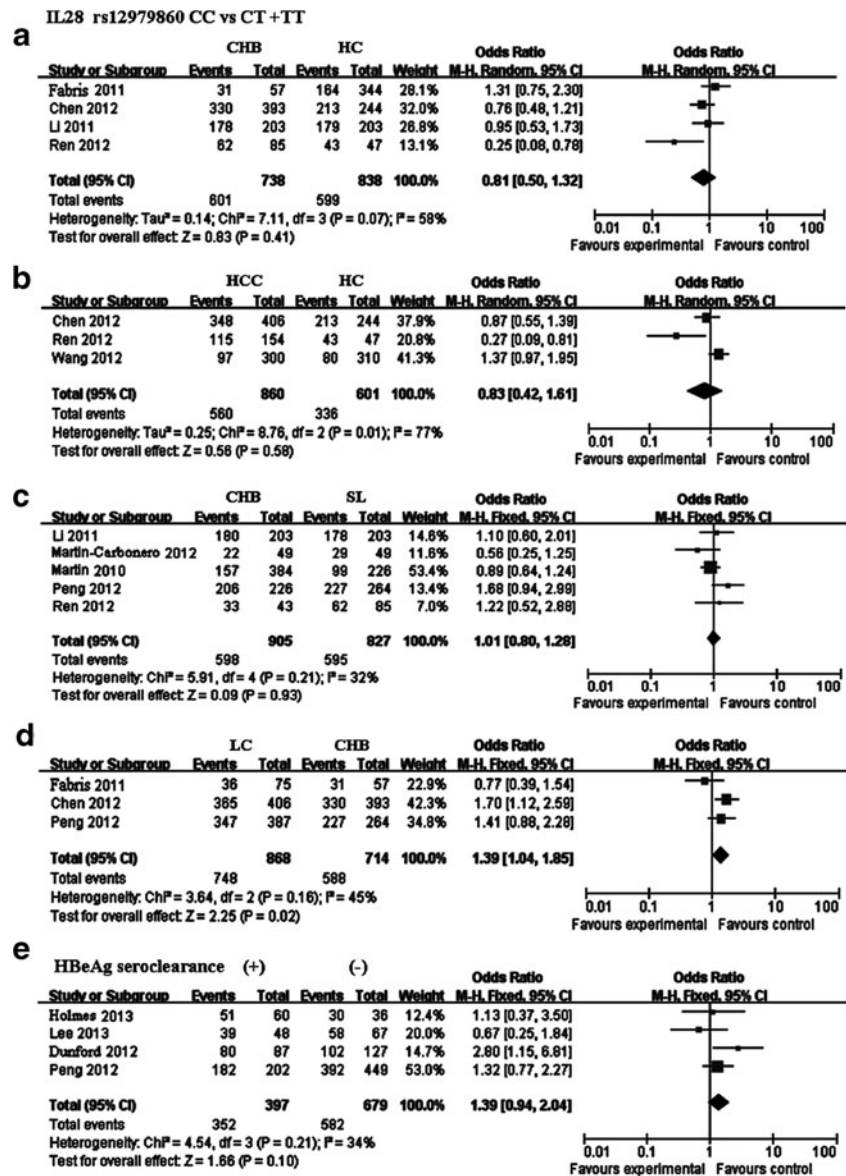 IL28 rs12979860 CC vs CT +TT
a
CHB HC Odds Ratio Odds Ratio
Study or Subgroup Events Total Events Total Weight M-H. Random. 95% CI M-H. Random. 95% CI
Fabris 2011 31 57 164 344 28.1% 1.31 [0.75, 2.30]
Chen 2012 330 393 213 244 32.0% 0.76 [0.48, 1.21]
Li 2011 178 203 179 203 26.8% 0.95 [0.53, 1.73]
Ren 2012 62 85 43 47 13.1% 0.25 [0.08, 0.78]
Total (95% CI) 738 838 100.0% 0.81 [0.50, 1.32]
Total events 601 599
Heterogeneity: Tau² = 0.14; Chi² = 7.11, df = 3 (P = 0.07); I² = 58%
Test for overall effect: Z = 0.83 (P = 0.41)
0.01 0.1 1 10 100
Favours experimental Favours control
b
HCC HC Odds Ratio Odds Ratio
Study or Subgroup Events Total Events Total Weight M-H. Random. 95% CI M-H. Random. 95% CI
Chen 2012 348 406 213 244 37.9% 0.87 [0.55, 1.39]
Ren 2012 115 154 43 47 20.8% 0.27 [0.09, 0.81]
Wang 2012 97 300 80 310 41.3% 1.37 [0.97, 1.95]
Total (95% CI) 860 601 100.0% 0.83 [0.42, 1.61]
Total events 560 336
Heterogeneity: Tau² = 0.25; Chi² = 8.76, df = 2 (P = 0.01); I² = 77%
Test for overall effect: Z = 0.56 (P = 0.58)
0.01 0.1 1 10 100
Favours experimental Favours control
c
CHB SL Odds Ratio Odds Ratio
Study or Subgroup Events Total Events Total Weight M-H. Fixed. 95% CI M-H. Fixed. 95% CI
Li 2011 180 203 178 203 14.6% 1.10 [0.60, 2.01]
Martin-Carbonero 2012 22 49 29 49 11.6% 0.56 [0.25, 1.25]
Martin 2010 157 384 99 226 53.4% 0.89 [0.64, 1.24]
Peng 2012 206 226 227 264 13.4% 1.68 [0.94, 2.99]
Ren 2012 33 43 62 85 7.0% 1.22 [0.52, 2.88]
Total (95% CI) 905 827 100.0% 1.01 [0.80, 1.28]
Total events 598 595
Heterogeneity: Chi² = 5.91, df = 4 (P = 0.21); I² = 32%
Test for overall effect: Z = 0.09 (P = 0.93)
0.01 0.1 1 10 100
Favours experimental Favours control
d
LC CHB Odds Ratio Odds Ratio
Study or Subgroup Events Total Events Total Weight M-H. Fixed. 95% CI M-H. Fixed. 95% CI
Fabris 2011 36 75 31 57 22.9% 0.77 [0.39, 1.54]
Chen 2012 365 406 330 393 42.3% 1.70 [1.12, 2.59]
Peng 2012 347 387 227 264 34.8% 1.41 [0.88, 2.28]
Total (95% CI) 868 714 100.0% 1.39 [1.04, 1.85]
Total events 748 588
Heterogeneity: Chi² = 3.64, df = 2 (P = 0.16); I² = 45%
Test for overall effect: Z = 2.25 (P = 0.02)
0.01 0.1 1 10 100
Favours experimental Favours control
e
HBeAg seroclearance (+) (-) Odds Ratio Odds Ratio
Study or Subgroup Events Total Events Total Weight M-H. Fixed. 95% CI M-H. Fixed. 95% CI
Holmes 2013 51 60 30 36 12.4% 1.13 [0.37, 3.50]
Lee 2013 39 48 58 67 20.0% 0.67 [0.25, 1.84]
Dunford 2012 80 87 102 127 14.7% 2.80 [1.15, 6.81]
Peng 2012 182 202 392 449 53.0% 1.32 [0.77, 2.27]
Total (95% CI) 397 679 100.0% 1.39 [0.94, 2.04]
Total events 352 582
Heterogeneity: Chi² = 4.54, df = 3 (P = 0.21); I² = 34%
Test for overall effect: Z = 1.66 (P = 0.10)
0.01 0.1 1 10 100
Favours experimental Favours control